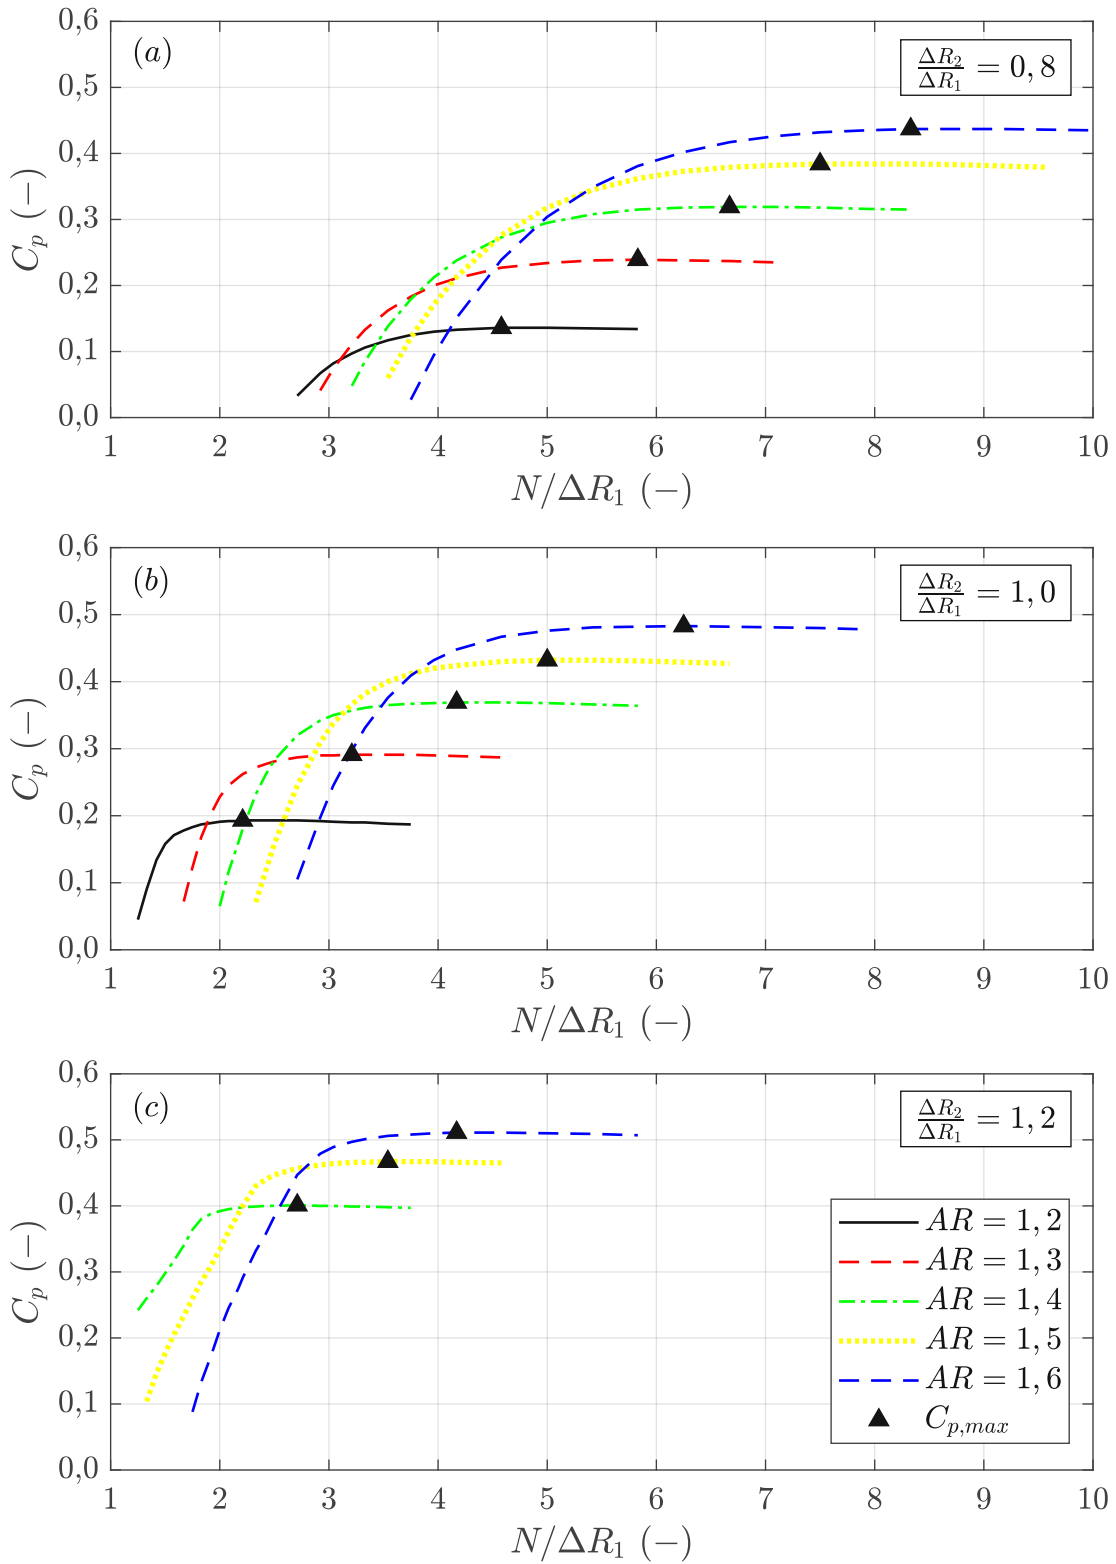 (a)
ΔR₂/ΔR₁ = 0,8
0,6
0,5
0,4
0,3
0,2
0,1
0,0
C_p (−)
1 2 3 4 5 6 7 8 9 10
N/ΔR₁ (−)
(b)
ΔR₂/ΔR₁ = 1,0
0,6
0,5
0,4
0,3
0,2
0,1
0,0
C_p (−)
1 2 3 4 5 6 7 8 9 10
N/ΔR₁ (−)
(c)
ΔR₂/ΔR₁ = 1,2
0,6
0,5
0,4
0,3
0,2
0,1
0,0
C_p (−)
AR = 1,2
AR = 1,3
AR = 1,4
AR = 1,5
AR = 1,6
C_p,max
1 2 3 4 5 6 7 8 9 10
N/ΔR₁ (−)